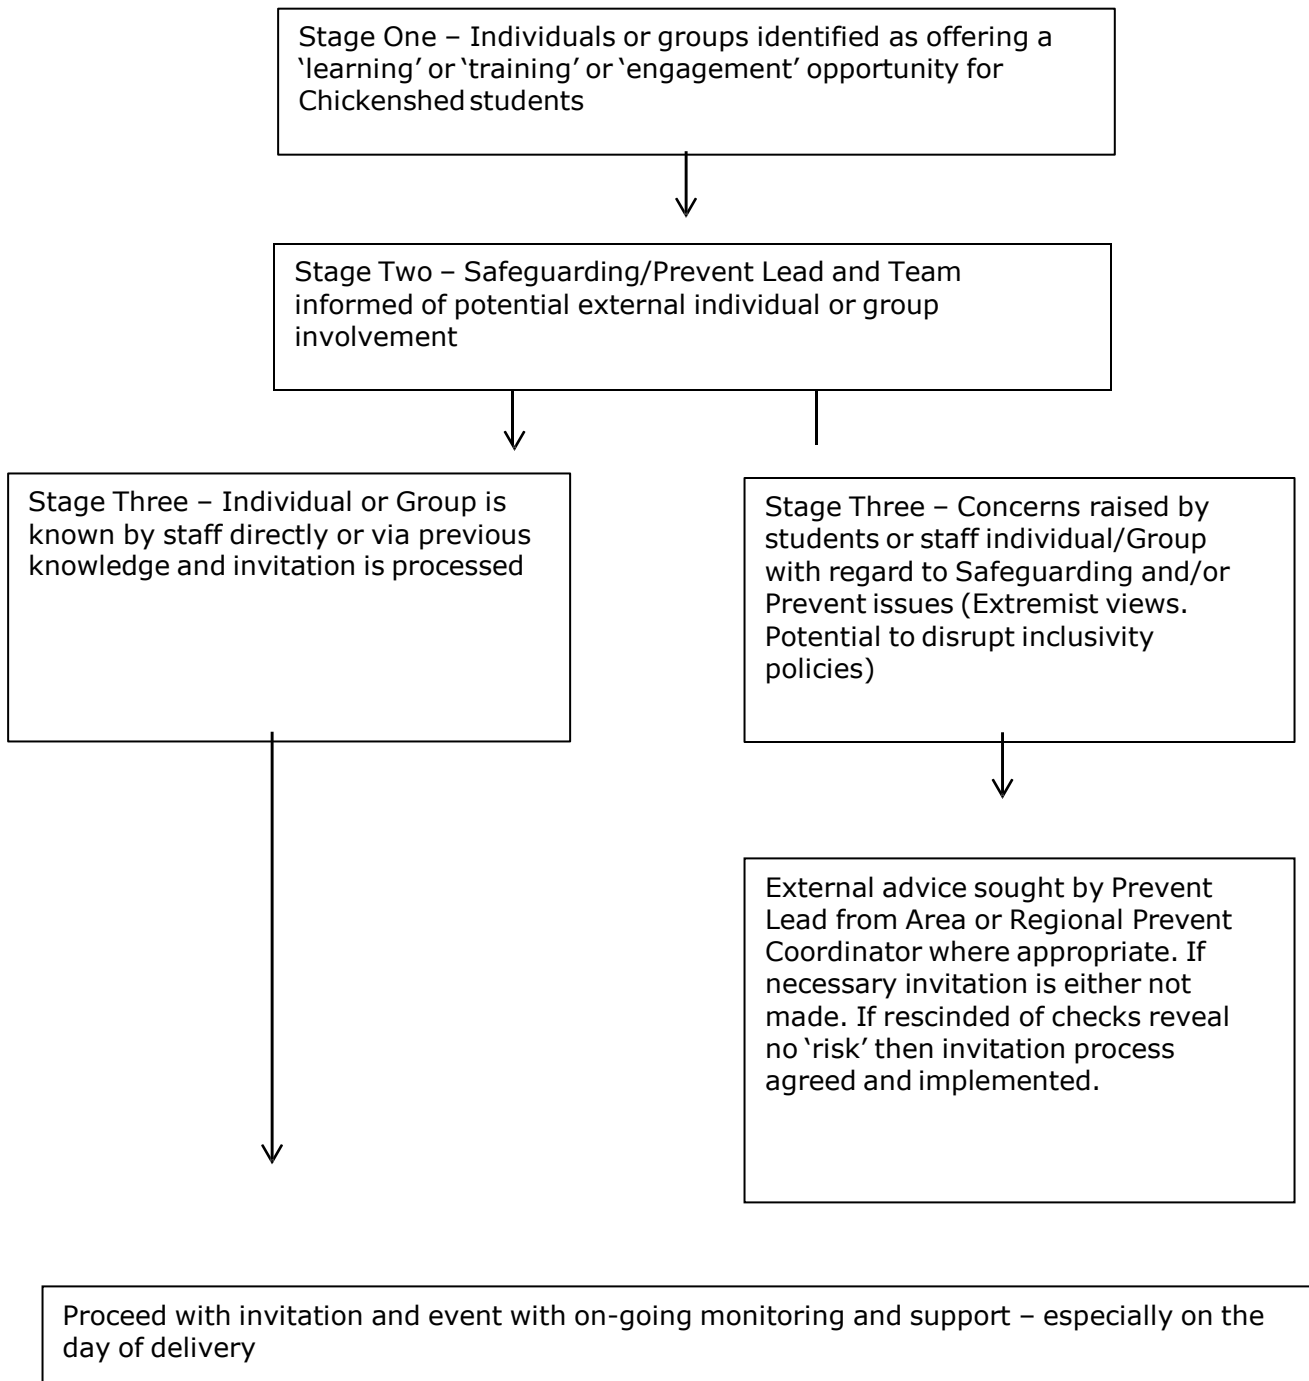 Stage One – Individuals or groups identified as offering a
‘learning’ or ‘training’ or ‘engagement’ opportunity for
Chickenshed students
Stage Two – Safeguarding/Prevent Lead and Team
informed of potential external individual or group
involvement
Stage Three – Individual or Group is
known by staff directly or via previous
knowledge and invitation is processed
Stage Three – Concerns raised by
students or staff individual/Group
with regard to Safeguarding and/or
Prevent issues (Extremist views.
Potential to disrupt inclusivity
policies)
External advice sought by Prevent
Lead from Area or Regional Prevent
Coordinator where appropriate. If
necessary invitation is either not
made. If rescinded of checks reveal
no ‘risk’ then invitation process
agreed and implemented.
Proceed with invitation and event with on-going monitoring and support – especially on the
day of delivery